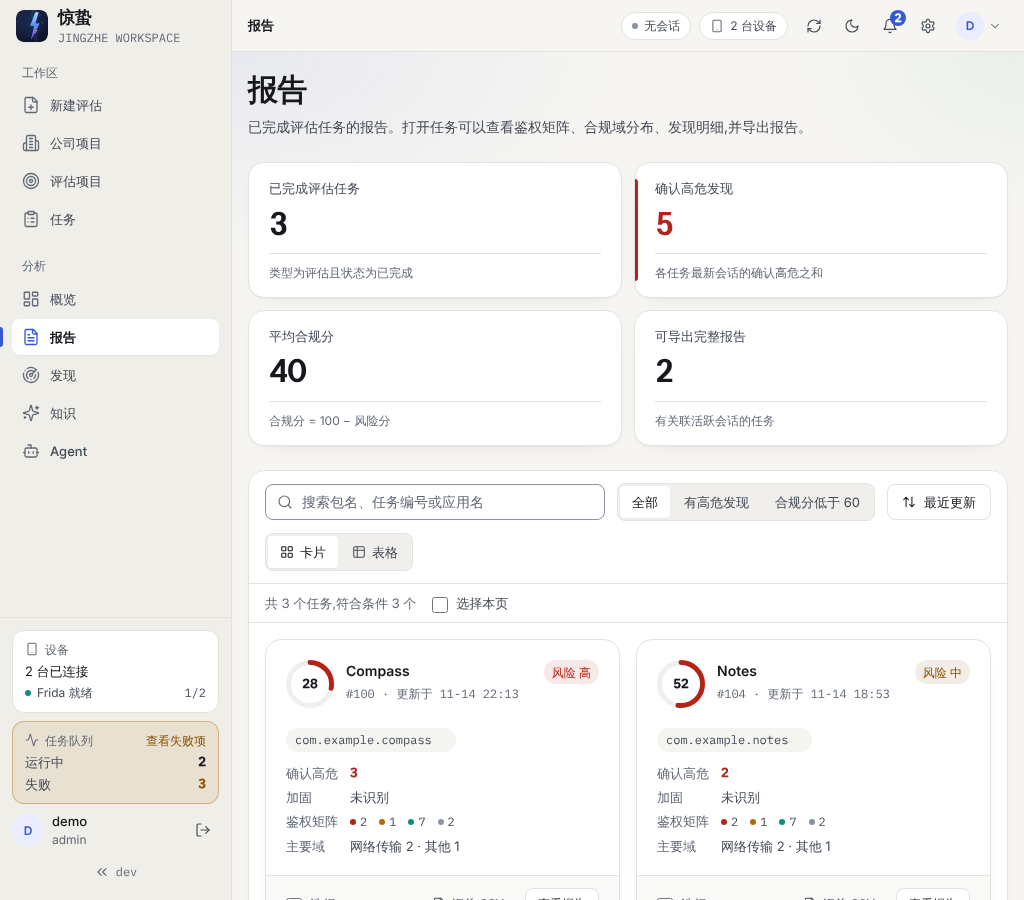 惊蛰
JINGZHE WORKSPACE
工作区
新建评估
公司项目
评估项目
任务
分析
概览
报告
发现
知识
Agent
设备
2 台已连接
Frida 就绪 1/2
任务队列 查看失败项
运行中 2
失败 3
D demo
admin
dev
报告 无会话 2 台设备 2 D
报告
已完成评估任务的报告。打开任务可以查看鉴权矩阵、合规域分布、发现明细,并导出报告。
已完成评估任务
3
类型为评估且状态为已完成
确认高危发现
5
各任务最新会话的确认高危之和
平均合规分
40
合规分 = 100 − 风险分
可导出完整报告
2
有关联活跃会话的任务
搜索包名、任务编号或应用名 全部 有高危发现 合规分低于 60 最近更新
卡片 表格
共 3 个任务,符合条件 3 个 选择本页
28 Compass 风险 高
#100 · 更新于 11-14 22:13
com.example.compass
确认高危 3
加固 未识别
鉴权矩阵 2 1 7 2
主要域 网络传输 2 · 其他 1
52 Notes 风险 中
#104 · 更新于 11-14 18:53
com.example.notes
确认高危 2
加固 未识别
鉴权矩阵 2 1 7 2
主要域 网络传输 2 · 其他 1